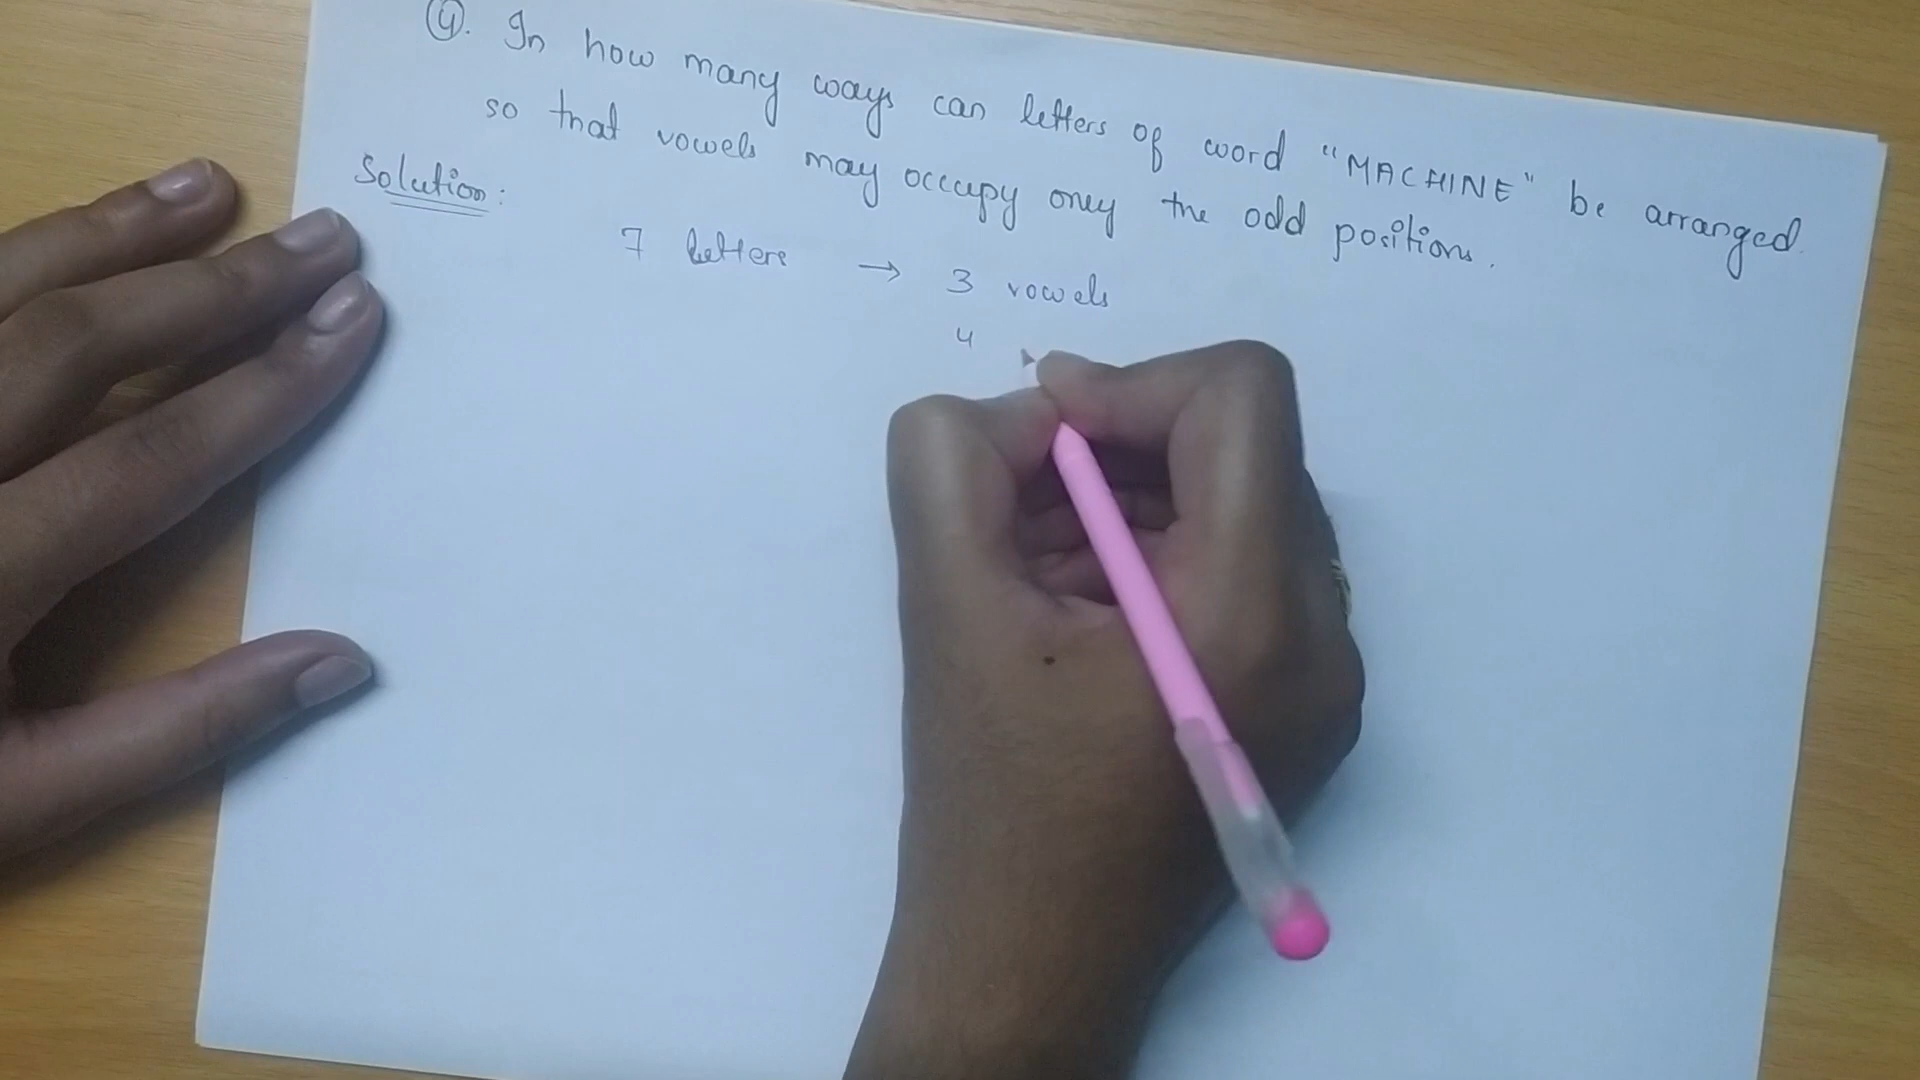 4. In how many ways can letters of word "MACHINE" be arranged.
so that vowels may occupy only the odd positions.
Solution:
7 letters → 3 vowels
4